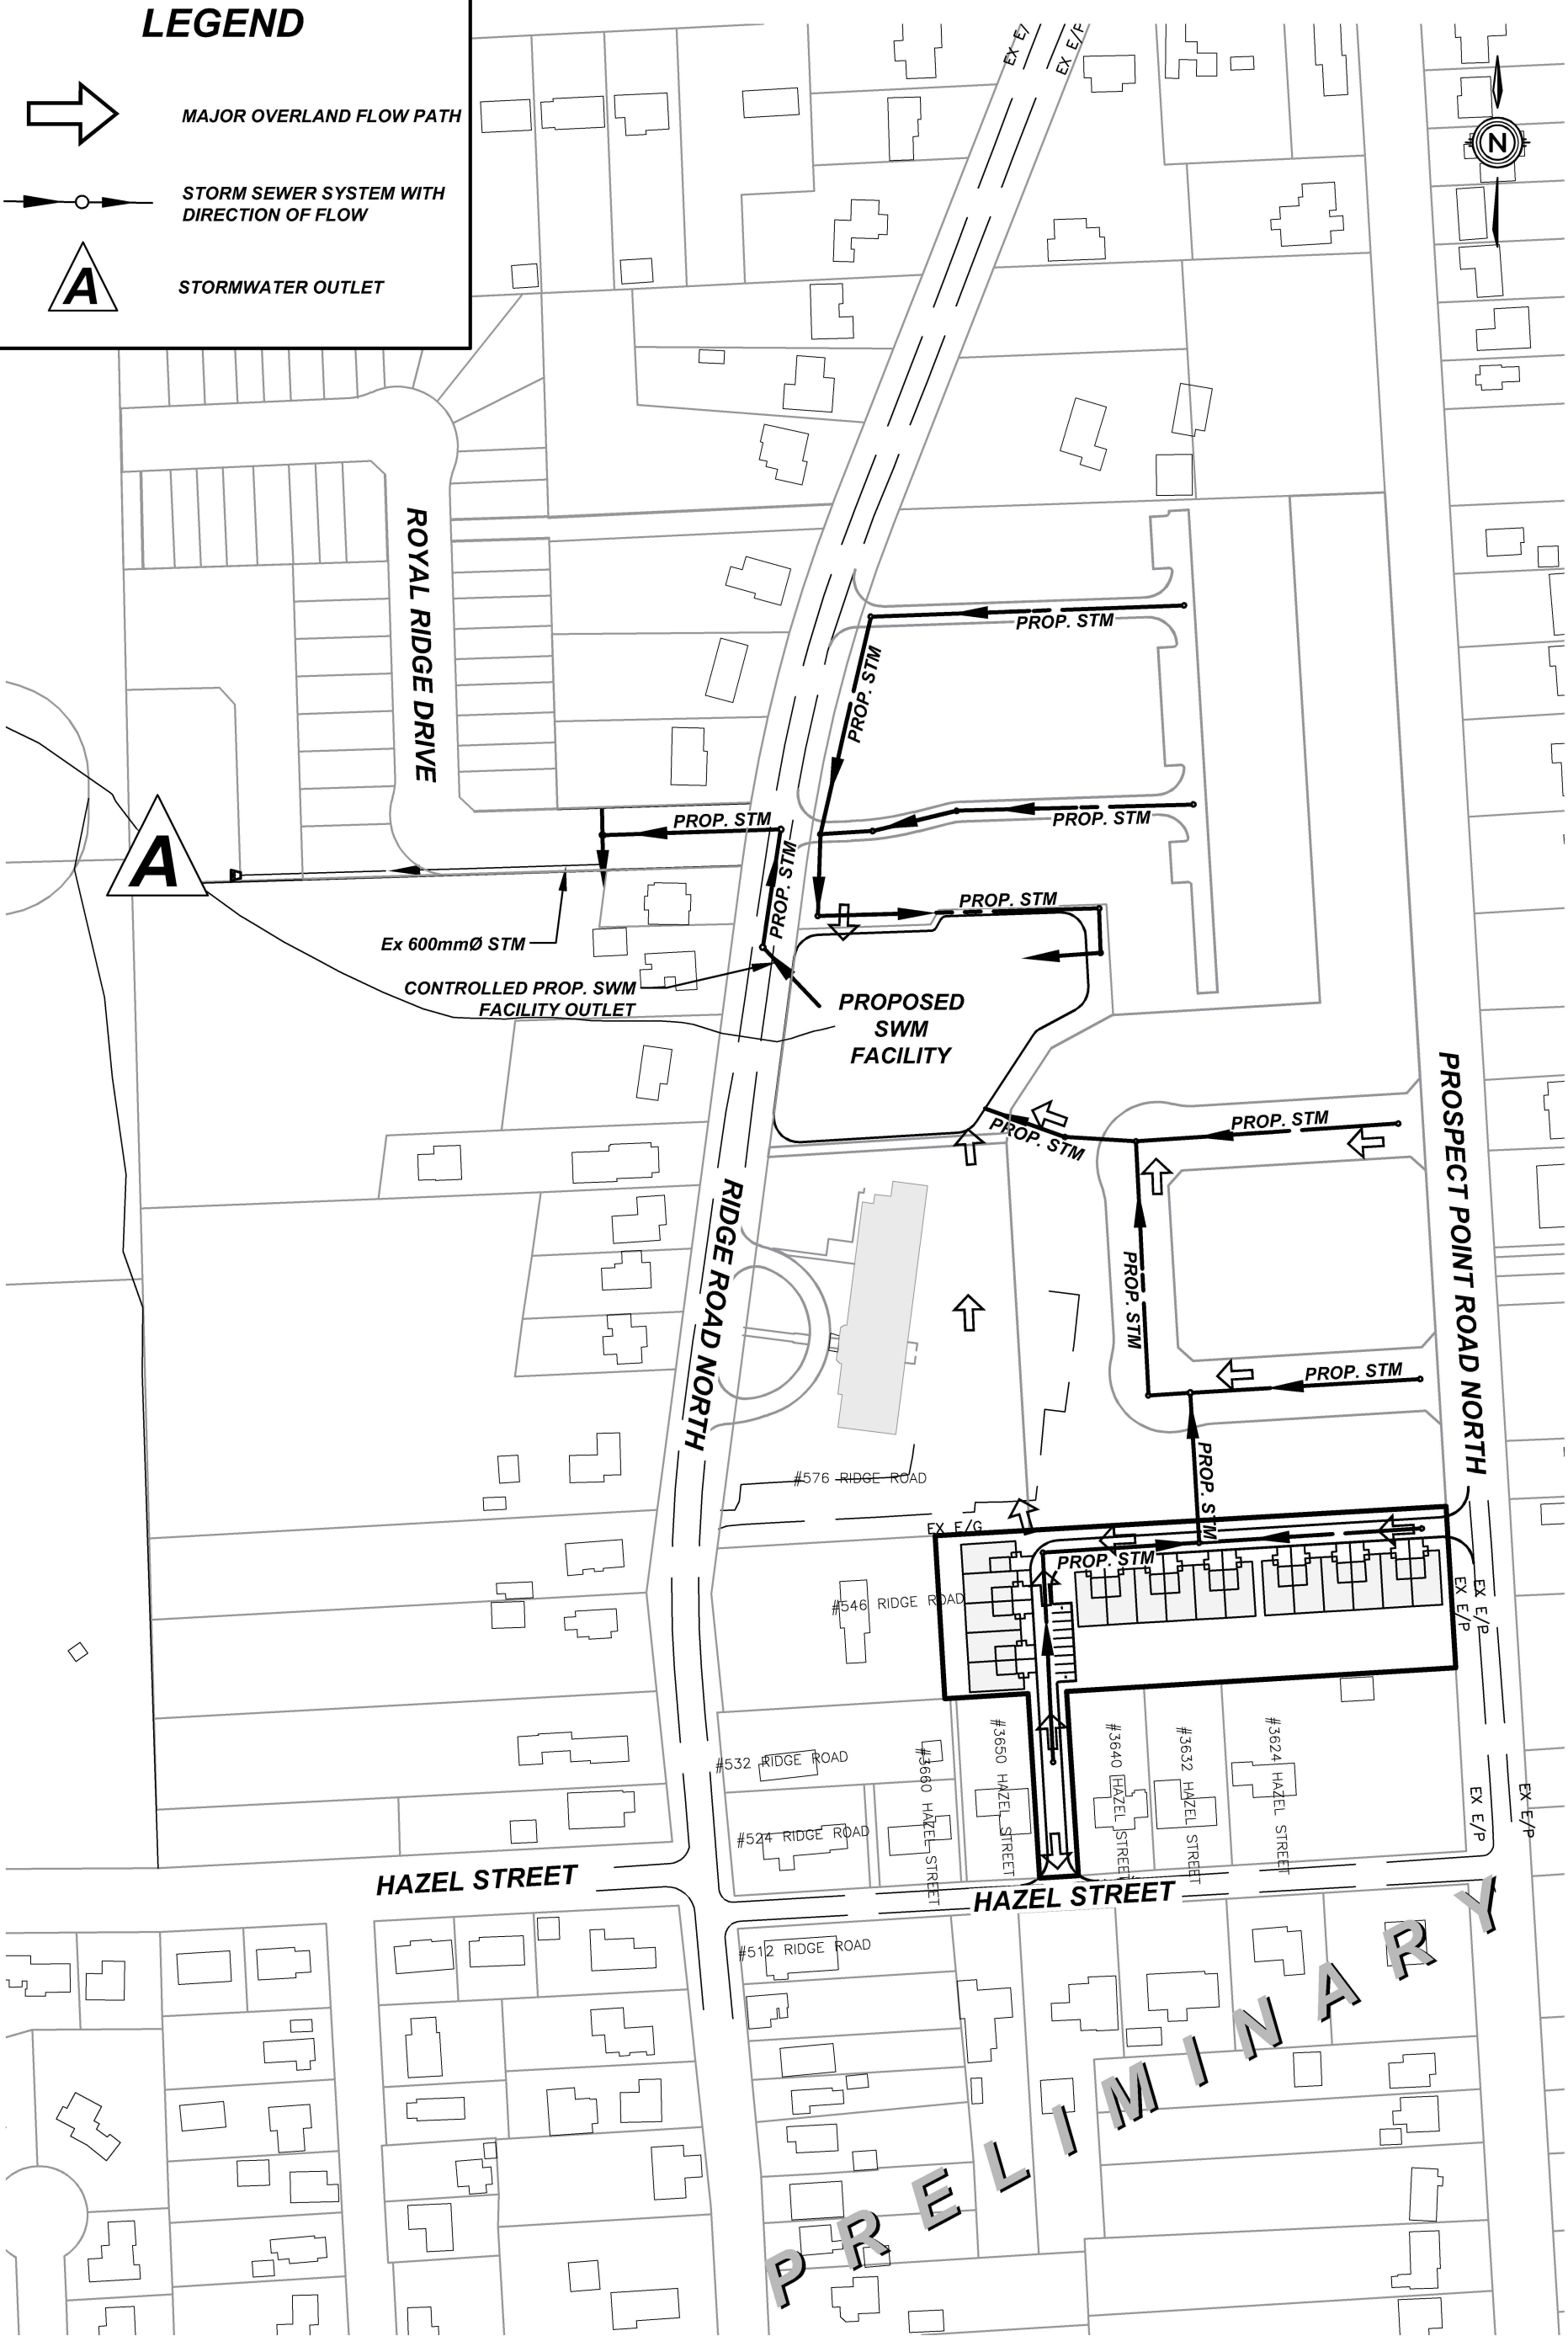 LEGEND
MAJOR OVERLAND FLOW PATH
STORM SEWER SYSTEM WITH
DIRECTION OF FLOW
A
STORMWATER OUTLET
EX E/
EX E/P
N
ROYAL RIDGE DRIVE
PROP. STM
PROP. STM
PROP. STM
PROP. STM
PROP. STM
PROP. STM
A
Ex 600mmØ STM
CONTROLLED PROP. SWM
FACILITY OUTLET
PROPOSED
SWM
FACILITY
PROP. STM
PROP. STM
PROSPECT POINT ROAD NORTH
RIDGE ROAD NORTH
PROP. STM
PROP. STM
PROP. STM
#576 RIDGE ROAD
EX E/G
PROP. STM
#546 RIDGE ROAD
EX E/P
EX E/P
#532 RIDGE ROAD
#3660 HAZEL STREET
#3650 HAZEL STREET
#3640 HAZEL STREET
#3632 HAZEL STREET
#3624 HAZEL STREET
EX E/P
EX E/P
#524 RIDGE ROAD
HAZEL STREET
HAZEL STREET
#512 RIDGE ROAD
PRELIMINARY